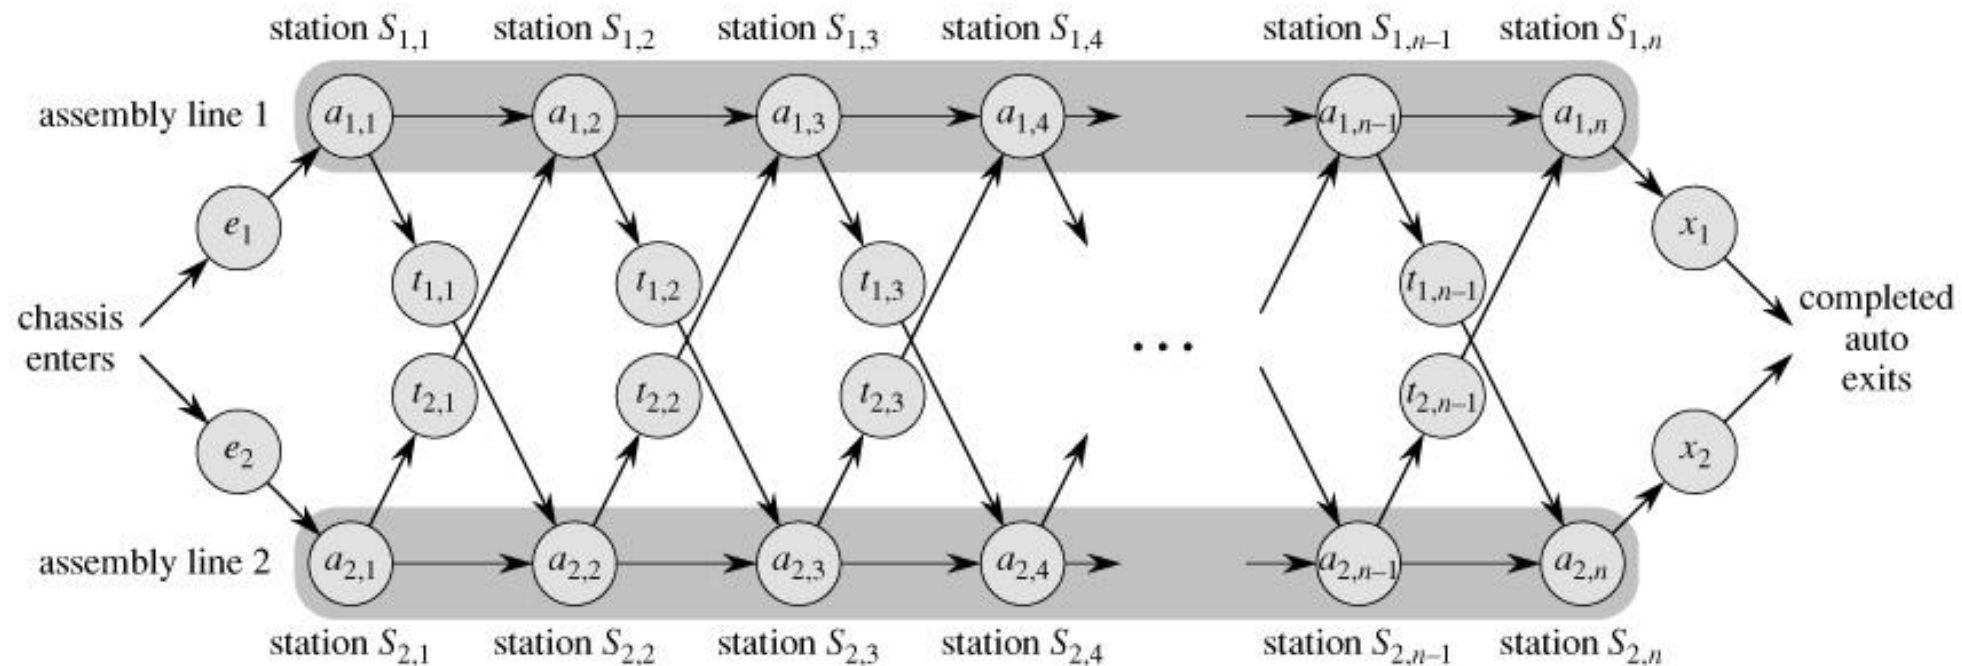 station S1,1 station S1,2 station S1,3 station S1,4 station S1,n–1 station S1,n
assembly line 1 a1,1 a1,2 a1,3 a1,4 a1,n–1 a1,n
e1 x1
t1,1 t1,2 t1,3 t1,n–1
chassis
enters
...
completed
auto
exits
t2,1 t2,2 t2,3 t2,n–1
e2 x2
assembly line 2 a2,1 a2,2 a2,3 a2,4 a2,n–1 a2,n
station S2,1 station S2,2 station S2,3 station S2,4 station S2,n–1 station S2,n